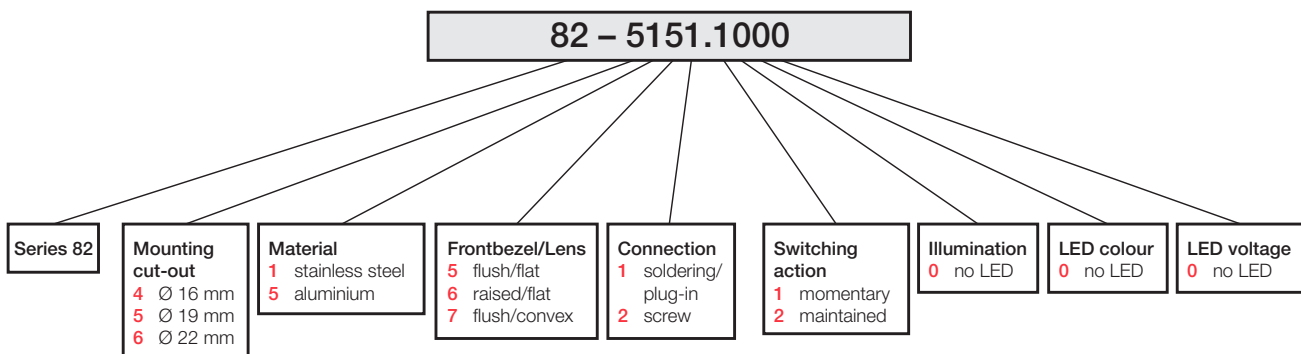 82 – 5151.1000
Series 82
Mounting
cut-out
4 Ø 16 mm
5 Ø 19 mm
6 Ø 22 mm
Material
1 stainless steel
5 aluminium
Frontbezel/Lens
5 flush/flat
6 raised/flat
7 flush/convex
Connection
1 soldering/
plug-in
2 screw
Switching
action
1 momentary
2 maintained
Illumination
0 no LED
LED colour
0 no LED
LED voltage
0 no LED